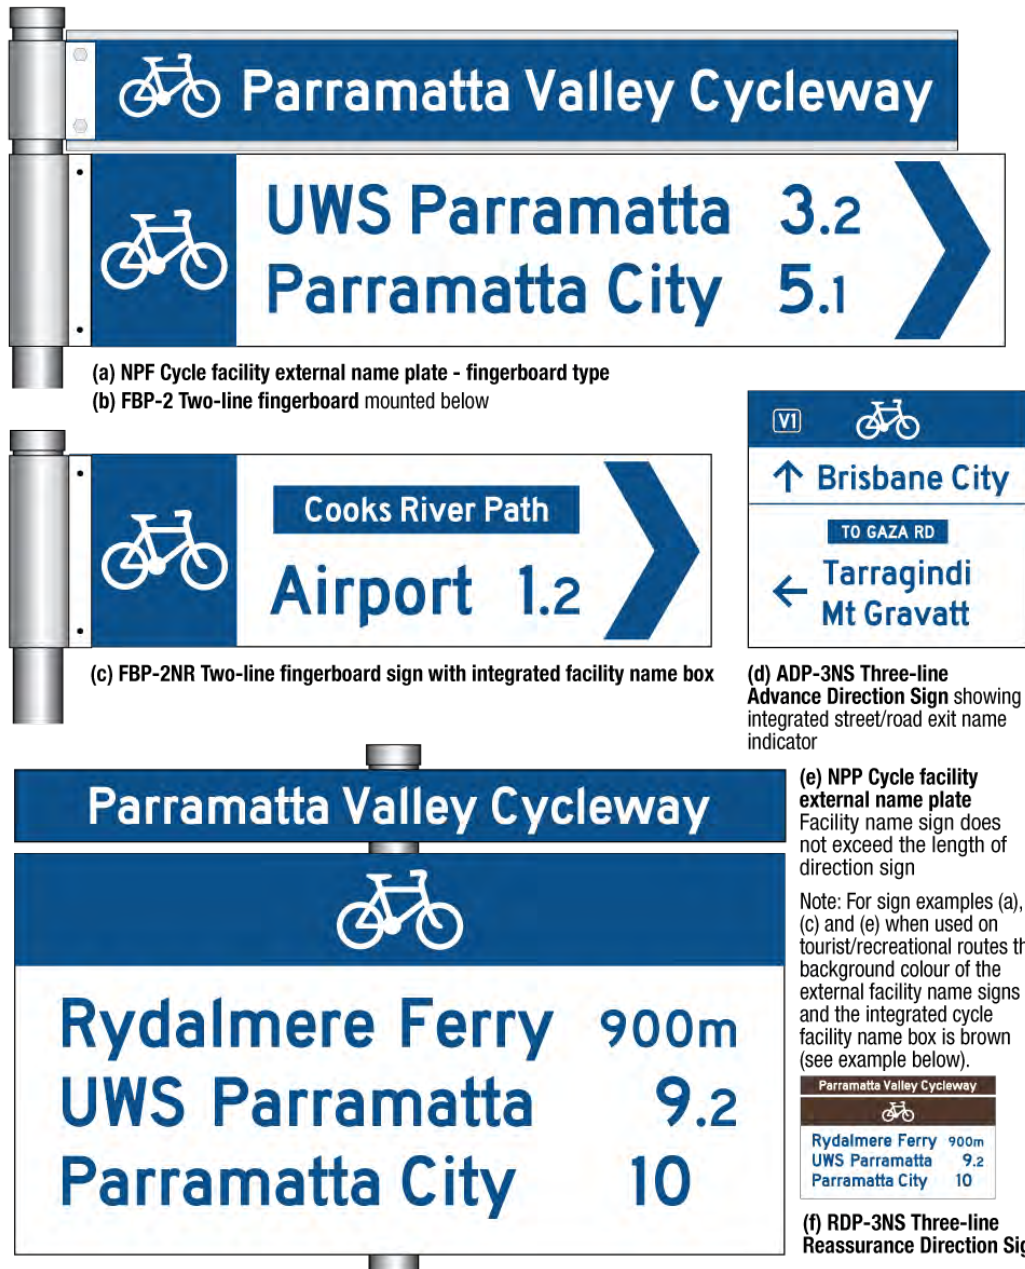 Parramatta Valley Cycleway
UWS Parramatta 3.2
Parramatta City 5.1
(a) NPF Cycle facility external name plate - fingerboard type
(b) FBP-2 Two-line fingerboard mounted below
Cooks River Path
Airport 1.2
(c) FBP-2NR Two-line fingerboard sign with integrated facility name box
V1
Brisbane City
TO GAZA RD
Tarragindi
Mt Gravatt
(d) ADP-3NS Three-line
Advance Direction Sign showing
integrated street/road exit name
indicator
Parramatta Valley Cycleway
Rydalmere Ferry 900m
UWS Parramatta 9.2
Parramatta City 10
(e) NPP Cycle facility
external name plate
Facility name sign does
not exceed the length of
direction sign
Note: For sign examples (a),
(c) and (e) when used on
tourist/recreational routes th
background colour of the
external facility name signs
and the integrated cycle
facility name box is brown
(see example below).
Parramatta Valley Cycleway
Rydalmere Ferry 900m
UWS Parramatta 9.2
Parramatta City 10
(f) RDP-3NS Three-line
Reassurance Direction Sig